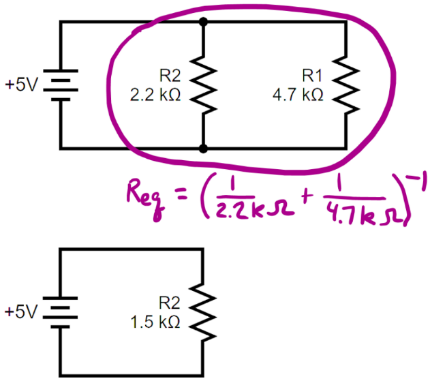 R2 R1
+5V 2.2 kΩ 4.7 kΩ
Req = (1/2.2kΩ + 1/4.7kΩ)⁻¹
R2
+5V 1.5 kΩ